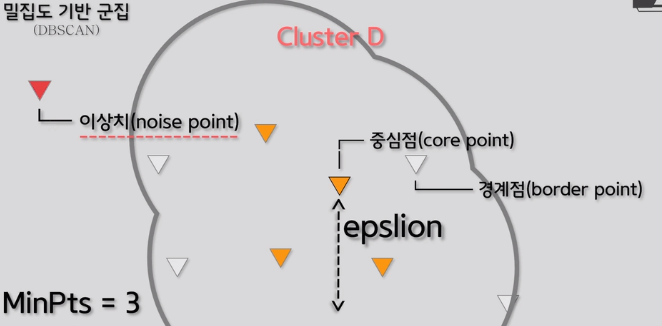 밀집도 기반 군집
(DBSCAN)
Cluster D
이상치(noise point)
중심점(core point)
경계점(border point)
epslion
MinPts = 3